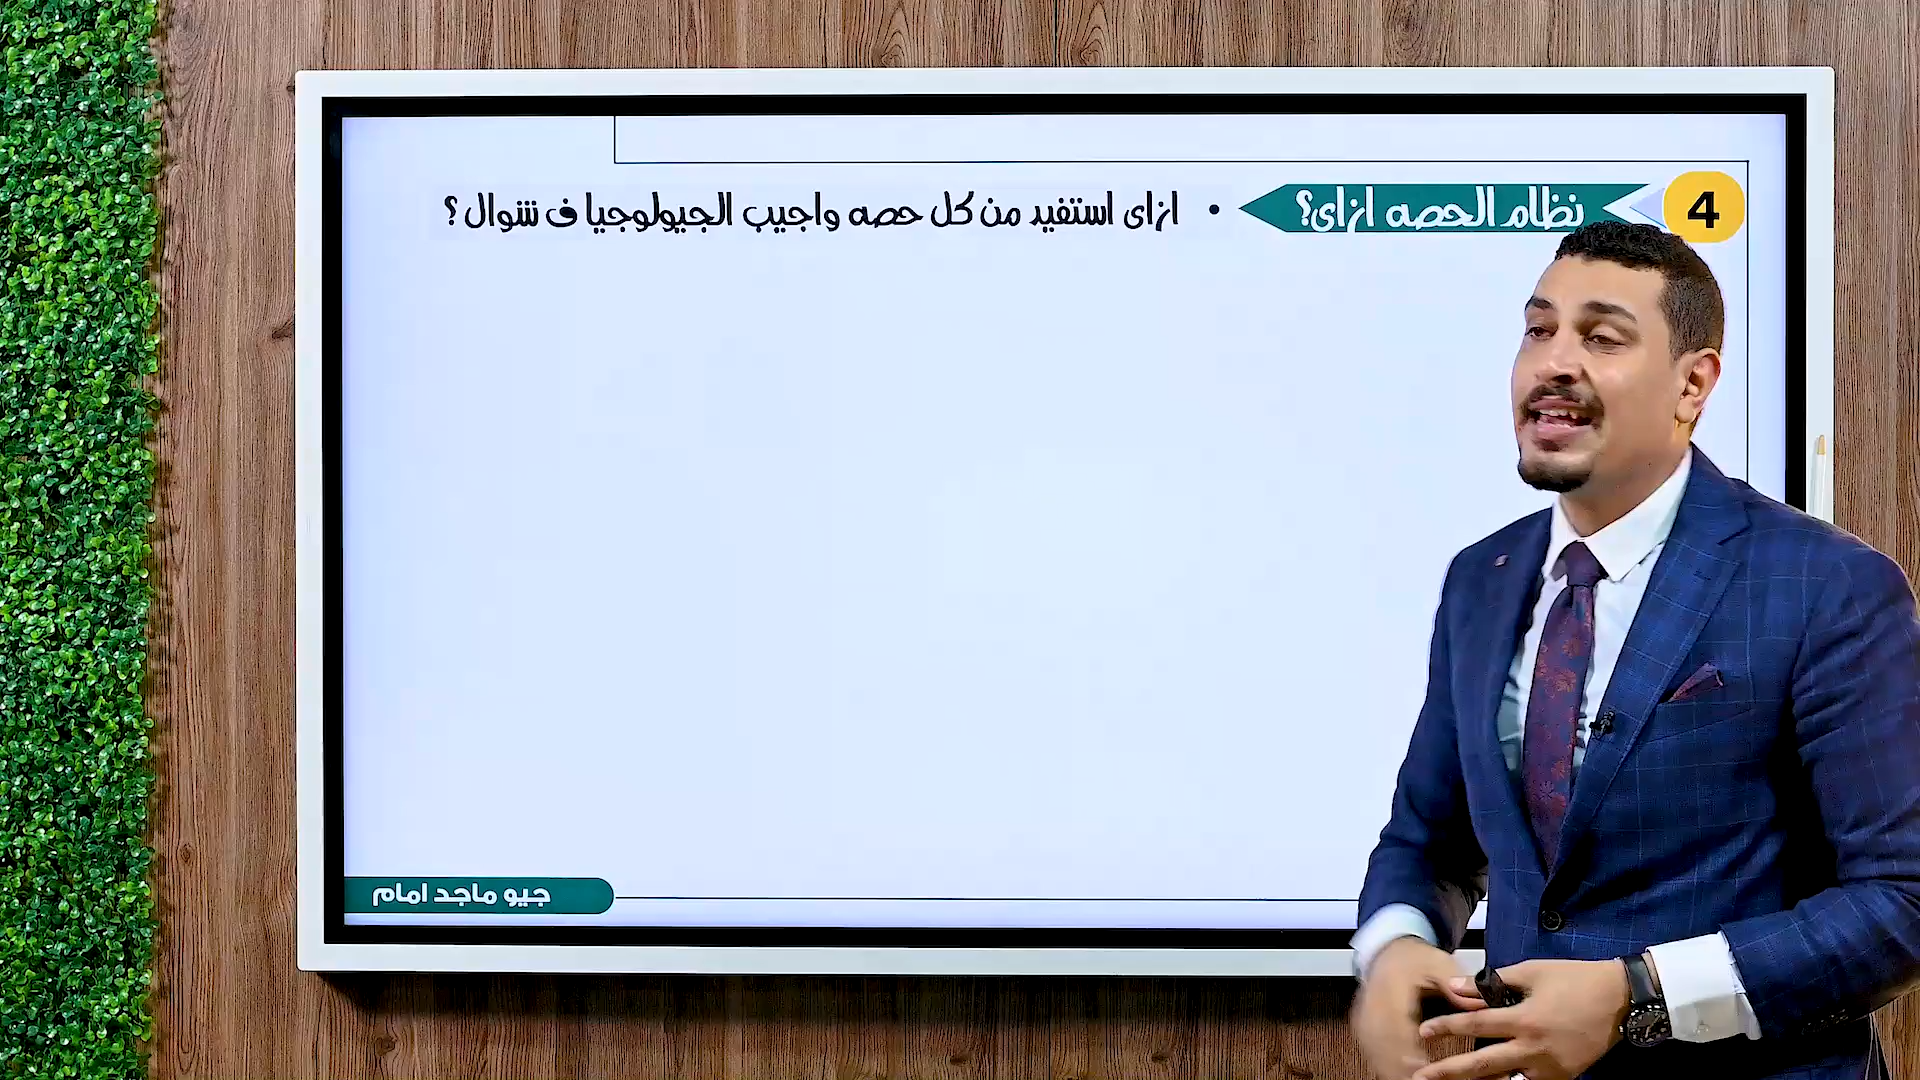 4 نظام الحصه ازاى؟ • ازاى استفيد من كل حصه واجيب الجيولوجيا ف شوال ؟
جيو ماجد امام